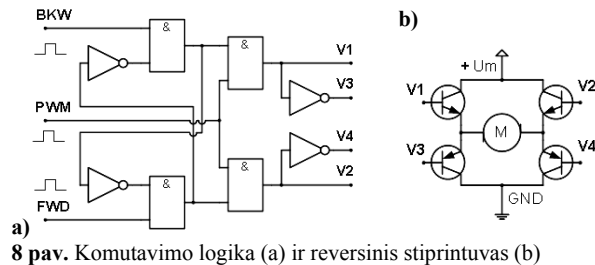 BKW
&
&
V1
V3
PWM
V4
&
&
V2
FWD
a)
b)
+ Um
V1
V2
M
V3
V4
GND
8 pav. Komutavimo logika (a) ir reversinis stiprintuvas (b)